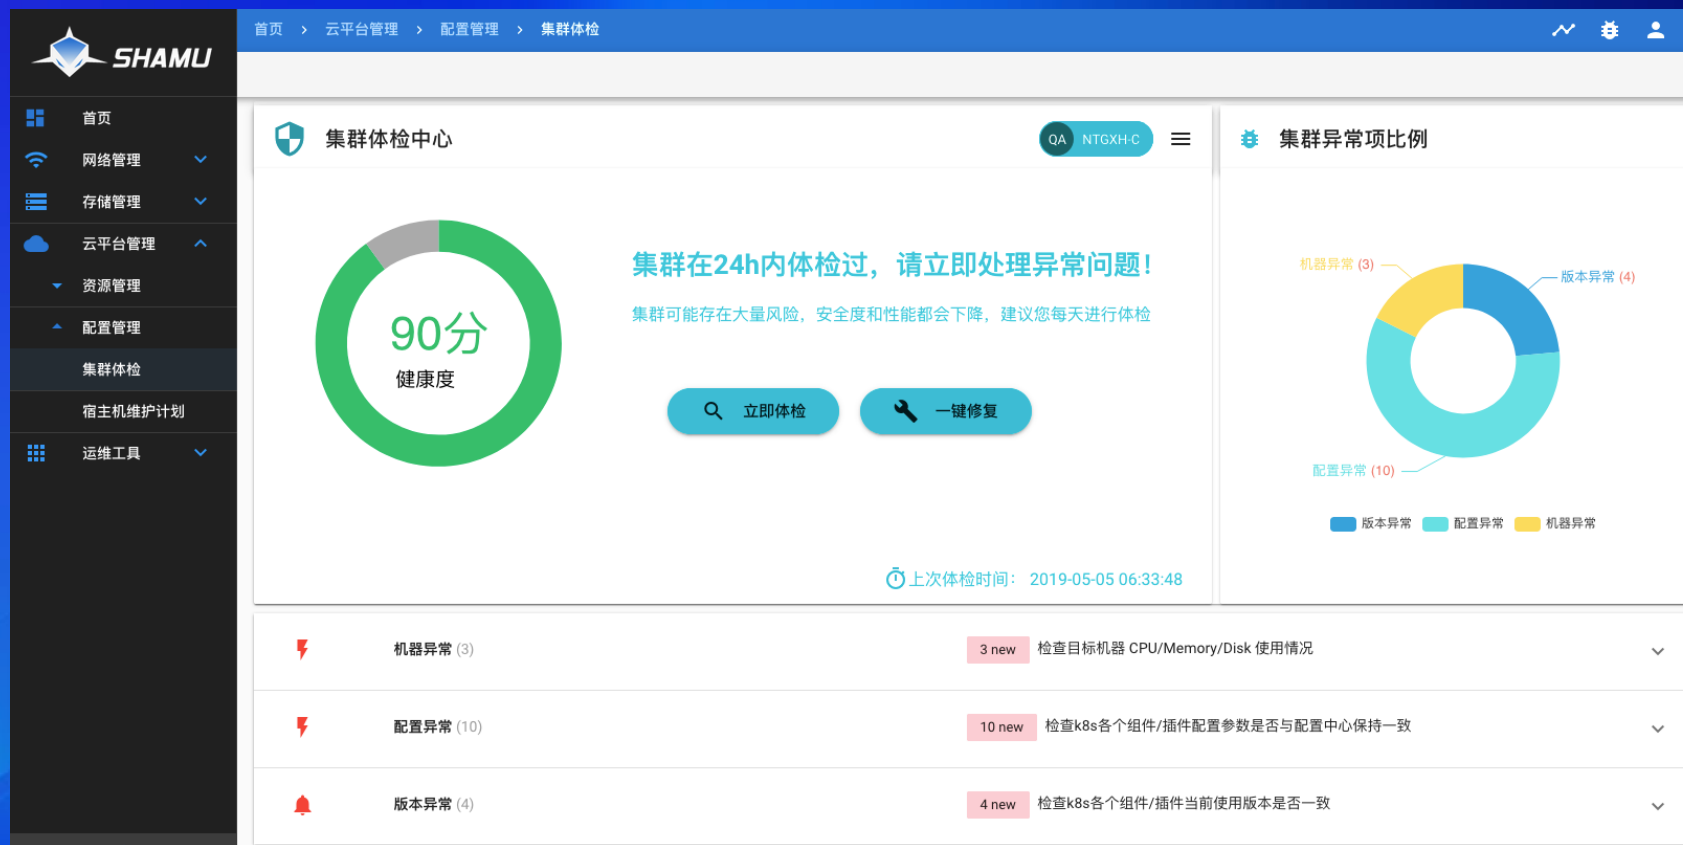 SHAMU
首页 > 云平台管理 > 配置管理 > 集群体检
首页
网络管理
存储管理
云平台管理
资源管理
配置管理
集群体检
宿主机维护计划
运维工具
集群体检中心
QA NTGXH-C
90分
健康度
集群在24h内体检过，请立即处理异常问题！
集群可能存在大量风险，安全度和性能都会下降，建议您每天进行体检
立即体检
一键修复
上次体检时间： 2019-05-05 06:33:48
集群异常项比例
机器异常 (3)
版本异常 (4)
配置异常 (10)
版本异常 配置异常 机器异常
机器异常 (3) 3 new 检查目标机器 CPU/Memory/Disk 使用情况
配置异常 (10) 10 new 检查k8s各个组件/插件配置参数是否与配置中心保持一致
版本异常 (4) 4 new 检查k8s各个组件/插件当前使用版本是否一致